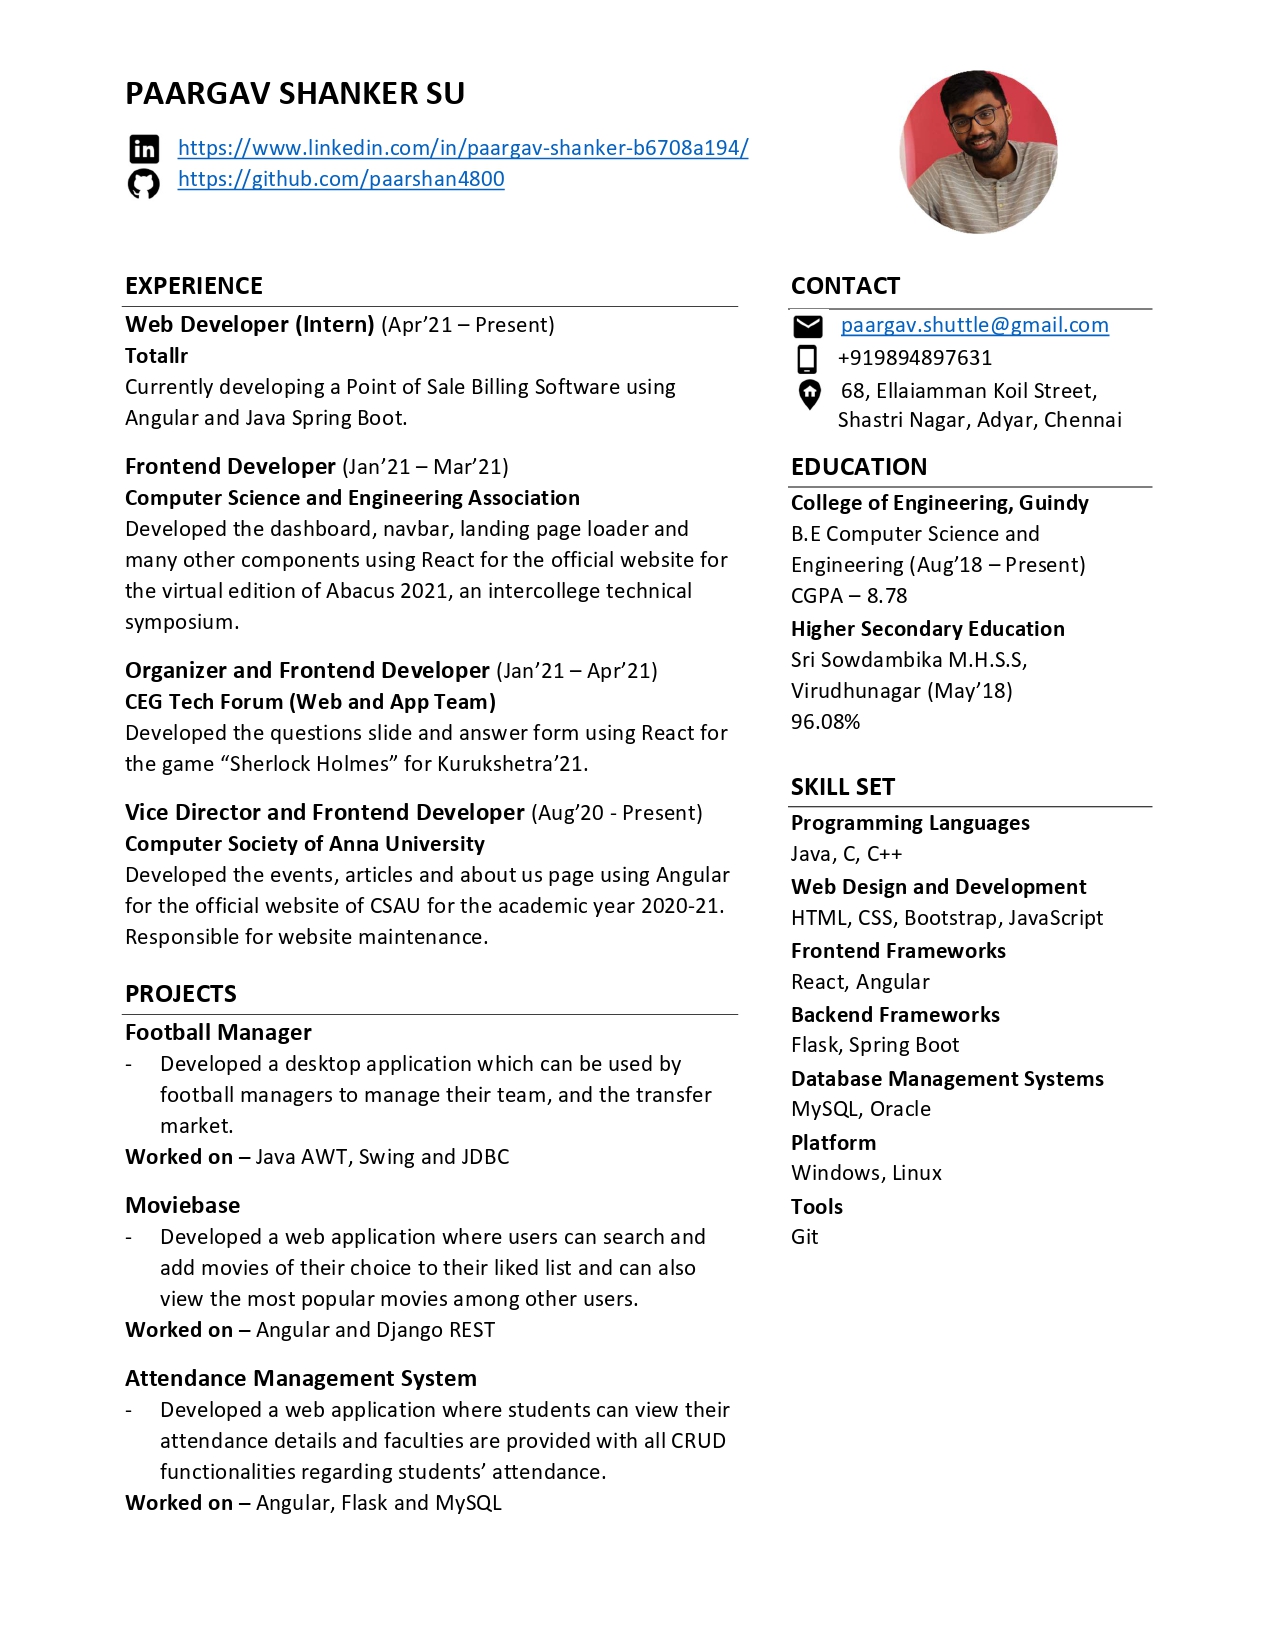 PAARGAV SHANKER SU
https://www.linkedin.com/in/paargav-shanker-b6708a194/
https://github.com/paarshan4800
EXPERIENCE
Web Developer (Intern) (Apr’21 – Present)
Totallr
Currently developing a Point of Sale Billing Software using
Angular and Java Spring Boot.
Frontend Developer (Jan’21 – Mar’21)
Computer Science and Engineering Association
Developed the dashboard, navbar, landing page loader and
many other components using React for the official website for
the virtual edition of Abacus 2021, an intercollege technical
symposium.
Organizer and Frontend Developer (Jan’21 – Apr’21)
CEG Tech Forum (Web and App Team)
Developed the questions slide and answer form using React for
the game “Sherlock Holmes” for Kurukshetra’21.
Vice Director and Frontend Developer (Aug’20 - Present)
Computer Society of Anna University
Developed the events, articles and about us page using Angular
for the official website of CSAU for the academic year 2020-21.
Responsible for website maintenance.
PROJECTS
Football Manager
- Developed a desktop application which can be used by
football managers to manage their team, and the transfer
market.
Worked on – Java AWT, Swing and JDBC
Moviebase
- Developed a web application where users can search and
add movies of their choice to their liked list and can also
view the most popular movies among other users.
Worked on – Angular and Django REST
Attendance Management System
- Developed a web application where students can view their
attendance details and faculties are provided with all CRUD
functionalities regarding students’ attendance.
Worked on – Angular, Flask and MySQL
CONTACT
paargav.shuttle@gmail.com
+919894897631
68, Ellaiamman Koil Street,
Shastri Nagar, Adyar, Chennai
EDUCATION
College of Engineering, Guindy
B.E Computer Science and
Engineering (Aug’18 – Present)
CGPA – 8.78
Higher Secondary Education
Sri Sowdambika M.H.S.S,
Virudhunagar (May’18)
96.08%
SKILL SET
Programming Languages
Java, C, C++
Web Design and Development
HTML, CSS, Bootstrap, JavaScript
Frontend Frameworks
React, Angular
Backend Frameworks
Flask, Spring Boot
Database Management Systems
MySQL, Oracle
Platform
Windows, Linux
Tools
Git